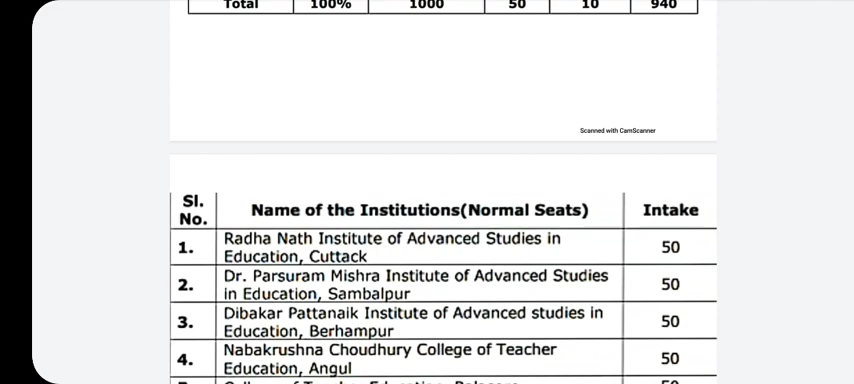 Total 100% 1000 50 10 940
Scanned with CamScanner
Sl.
No. Name of the Institutions(Normal Seats) Intake
1. Radha Nath Institute of Advanced Studies in
Education, Cuttack 50
2. Dr. Parsuram Mishra Institute of Advanced Studies
in Education, Sambalpur 50
3. Dibakar Pattanaik Institute of Advanced studies in
Education, Berhampur 50
4. Nabakrushna Choudhury College of Teacher
Education, Angul 50